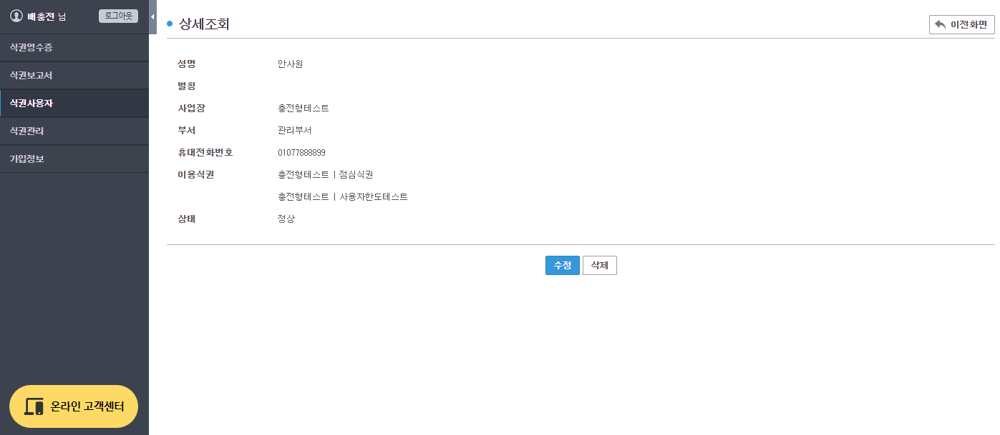 배충전 님
로그아웃
식권영수증
식권보고서
식권사용자
식권관리
가입정보
온라인 고객센터
상세조회
이전화면
성명 안사원
별칭
사업장 충전형테스트
부서 관리부서
휴대전화번호 01077888899
이용식권 충전형테스트 | 점심식권
충전형테스트 | 사용자한도테스트
상태 정상
수정
삭제